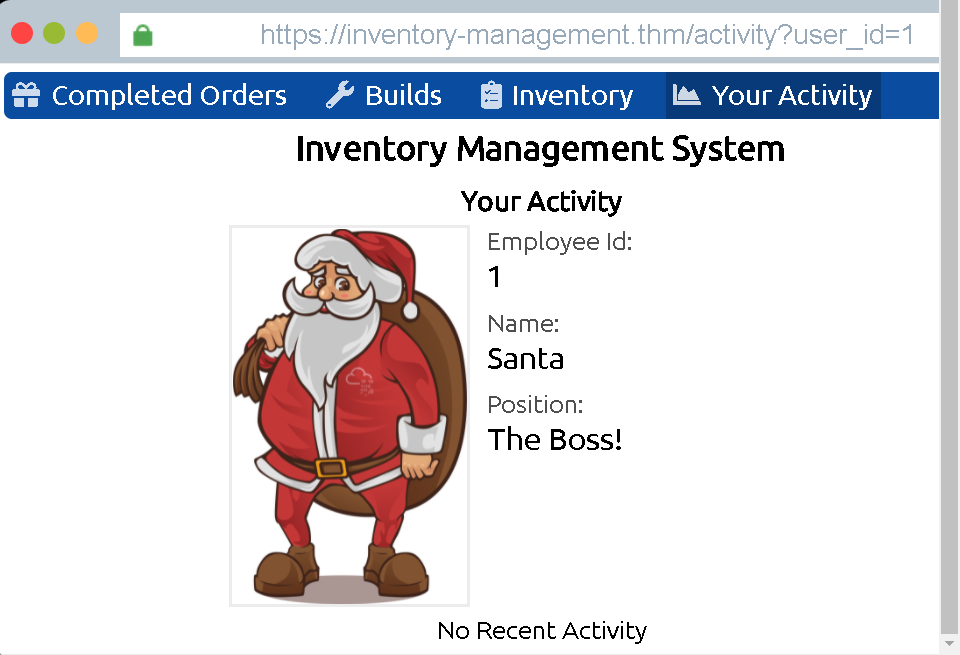 https://inventory-management.thm/activity?user_id=1
Completed Orders Builds Inventory Your Activity
Inventory Management System
Your Activity
Employee Id:
1
Name:
Santa
Position:
The Boss!
No Recent Activity